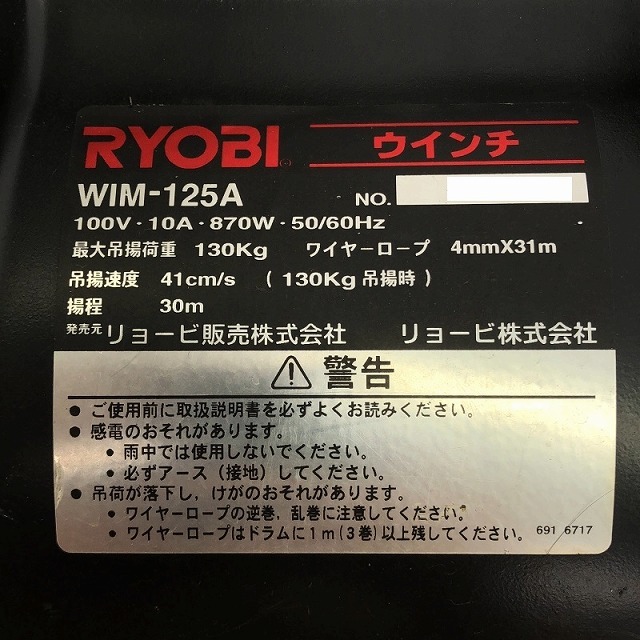 RYOBI ウインチ
WIM-125A NO.
100V・10A・870W・50/60Hz
最大吊揚荷重 130Kg ワイヤーロープ 4mmX31m
吊揚速度 41cm/s ( 130Kg 吊揚時 )
揚程 30m
発売元 リョービ販売株式会社 リョービ株式会社
⚠ 警告
● ご使用前に取扱説明書を必ずよくお読みください。
● 感電のおそれがあります。
• 雨中では使用しないでください。
• 必ずアース (接地) してください。
● 吊荷が落下し、けがのおそれがあります。
• ワイヤーロープの逆巻、乱巻に注意してください。
• ワイヤーロープはドラムに1m (3巻) 以上残してください。 691 6717